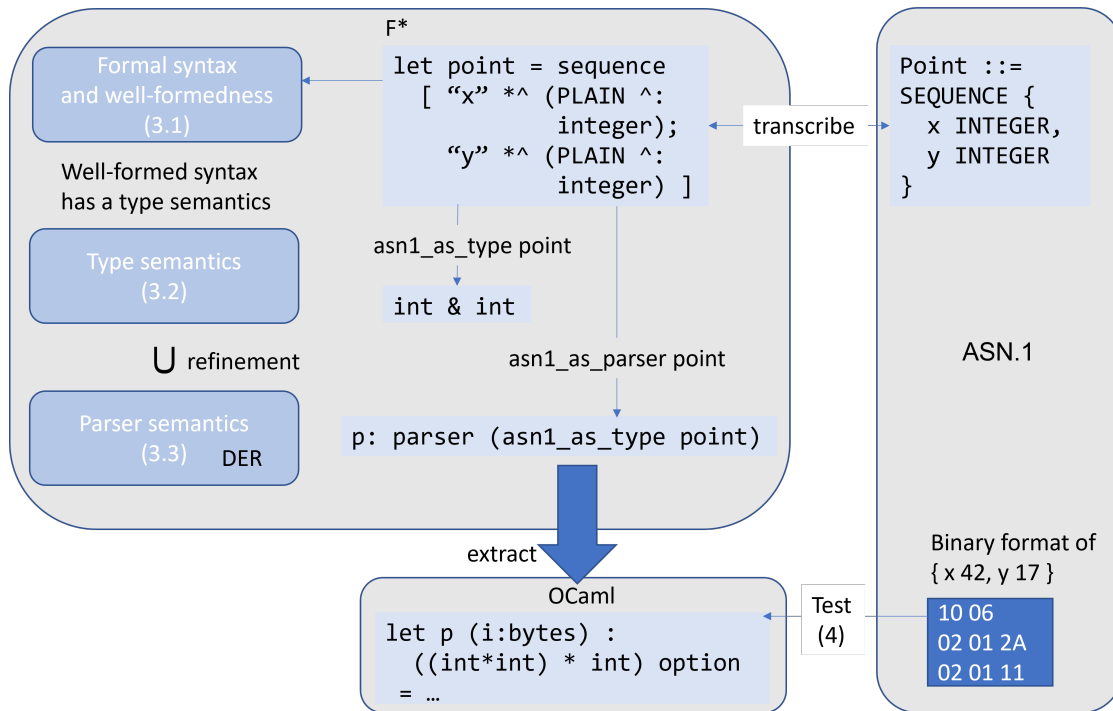 F*
Formal syntax
and well-formedness
(3.1)
let point = sequence
[ “x” *^ (PLAIN ^:
integer);
“y” *^ (PLAIN ^:
integer) ]
transcribe
Point ::=
SEQUENCE {
x INTEGER,
y INTEGER
}
Well-formed syntax
has a type semantics
asn1_as_type point
Type semantics
(3.2)
int & int
∪ refinement
asn1_as_parser point
ASN.1
Parser semantics
(3.3) DER
p: parser (asn1_as_type point)
extract
Binary format of
{ x 42, y 17 }
OCaml
let p (i:bytes) :
((int*int) * int) option
= …
Test
(4)
10 06
02 01 2A
02 01 11